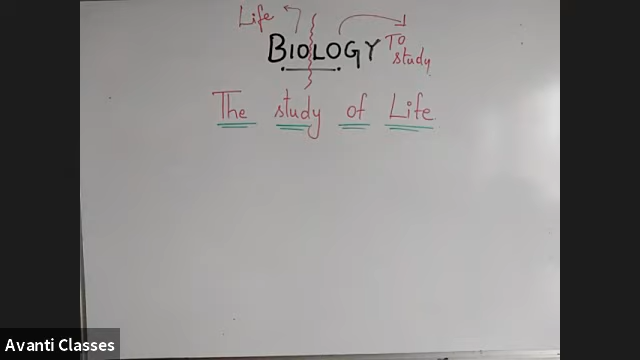 Life
BIOLOGY
To
study
The study of Life
Avanti Classes